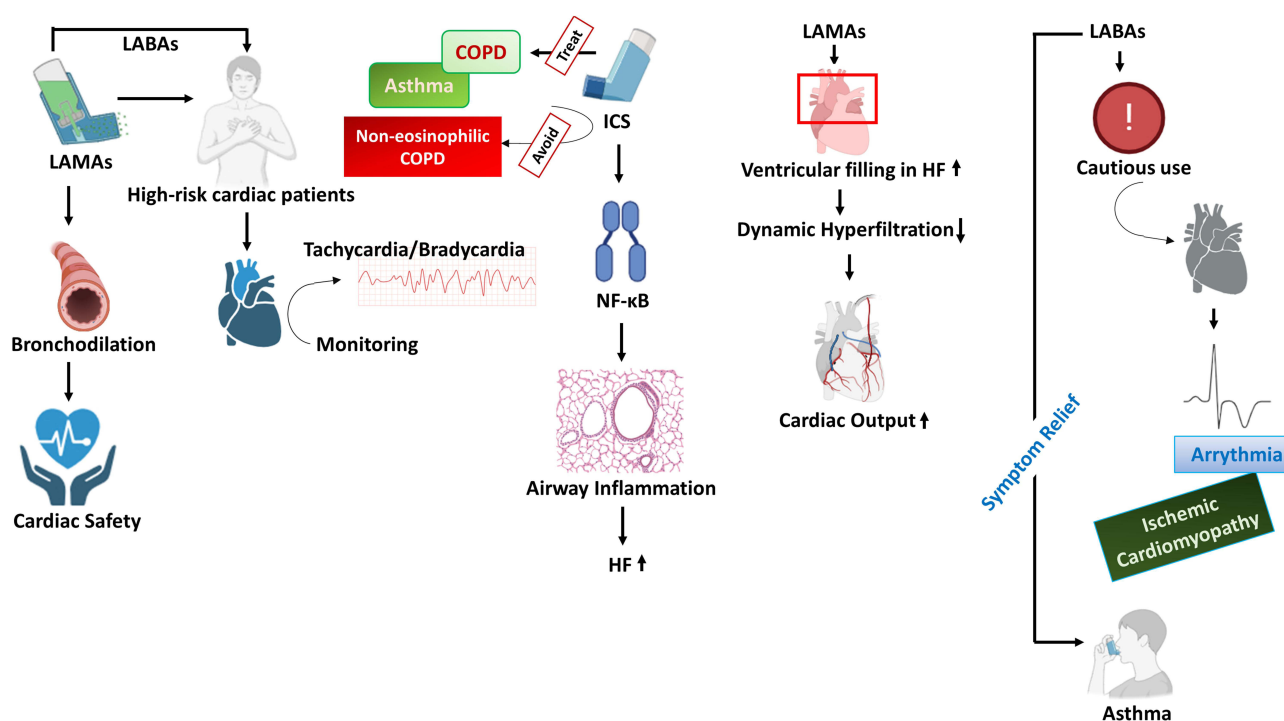 LABAs
LAMAs
High-risk cardiac patients
Bronchodilation
Cardiac Safety
Tachycardia/Bradycardia
Monitoring
COPD
Asthma
Treat
Non-eosinophilic
COPD
Avoid
ICS
NF-κB
Airway Inflammation
HF
LAMAs
Ventricular filling in HF
Dynamic Hyperfiltration
Cardiac Output
LABAs
!
Cautious use
Symptom Relief
Arrythmia
Ischemic
Cardiomyopathy
Asthma